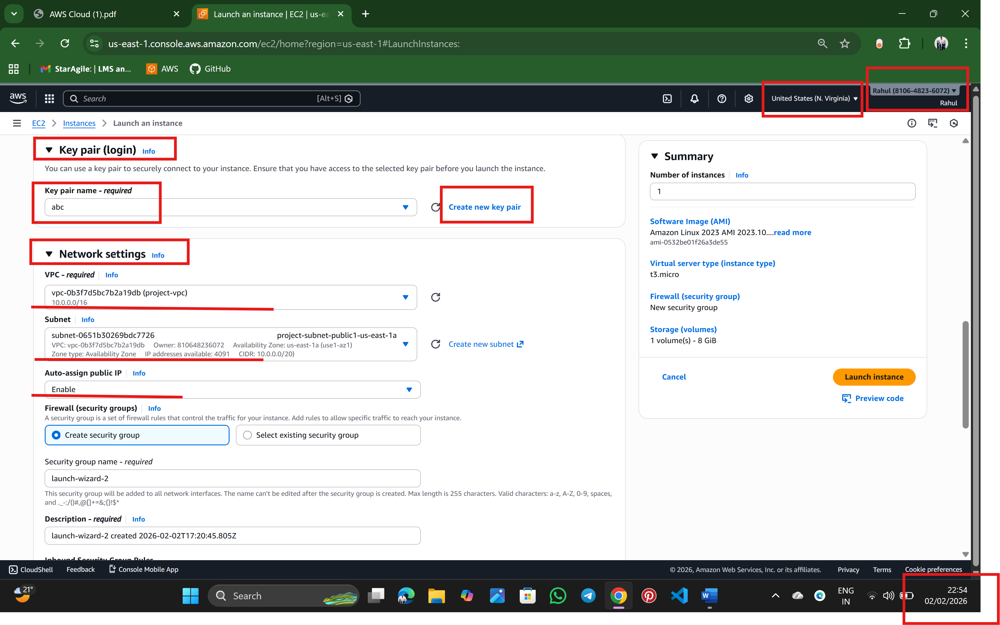 AWS Cloud (1).pdf
Launch an instance | EC2 | us-ea
us-east-1.console.aws.amazon.com/ec2/home?region=us-east-1#LaunchInstances:
StarAgile: | LMS an...
AWS
GitHub
aws
Search
[Alt+S]
United States (N. Virginia)
Rahul (8106-4823-6072)
Rahul
EC2
Instances
Launch an instance
Key pair (login) Info
You can use a key pair to securely connect to your instance. Ensure that you have access to the selected key pair before you launch the instance.
Key pair name - required
abc
Create new key pair
Network settings Info
VPC - required Info
vpc-0b3f7d5bc7b2a19db (project-vpc)
10.0.0.0/16
Subnet Info
subnet-0651b30269bdc7726 project-subnet-public1-us-east-1a
VPC: vpc-0b3f7d5bc7b2a19db Owner: 810648236072 Availability Zone: us-east-1a (use1-az1)
Zone type: Availability Zone IP addresses available: 4091 CIDR: 10.0.0.0/20)
Create new subnet
Auto-assign public IP Info
Enable
Firewall (security groups) Info
A security group is a set of firewall rules that control the traffic for your instance. Add rules to allow specific traffic to reach your instance.
Create security group
Select existing security group
Security group name - required
launch-wizard-2
This security group will be added to all network interfaces. The name can't be edited after the security group is created. Max length is 255 characters. Valid characters: a-z, A-Z, 0-9, spaces,
and ._-:/()#,@[]+=&;{}!$*
Description - required Info
launch-wizard-2 created 2026-02-02T17:20:45.805Z
Inbound Security Group Rules
Summary
Number of instances Info
1
Software Image (AMI)
Amazon Linux 2023 AMI 2023.10....read more
ami-0532be01f26a3de55
Virtual server type (instance type)
t3.micro
Firewall (security group)
New security group
Storage (volumes)
1 volume(s) - 8 GiB
Cancel
Launch instance
Preview code
CloudShell
Feedback
Console Mobile App
© 2026, Amazon Web Services, Inc. or its affiliates.
Privacy
Terms
Cookie preferences
21°
Search
ENG
IN
22:54
02/02/2026